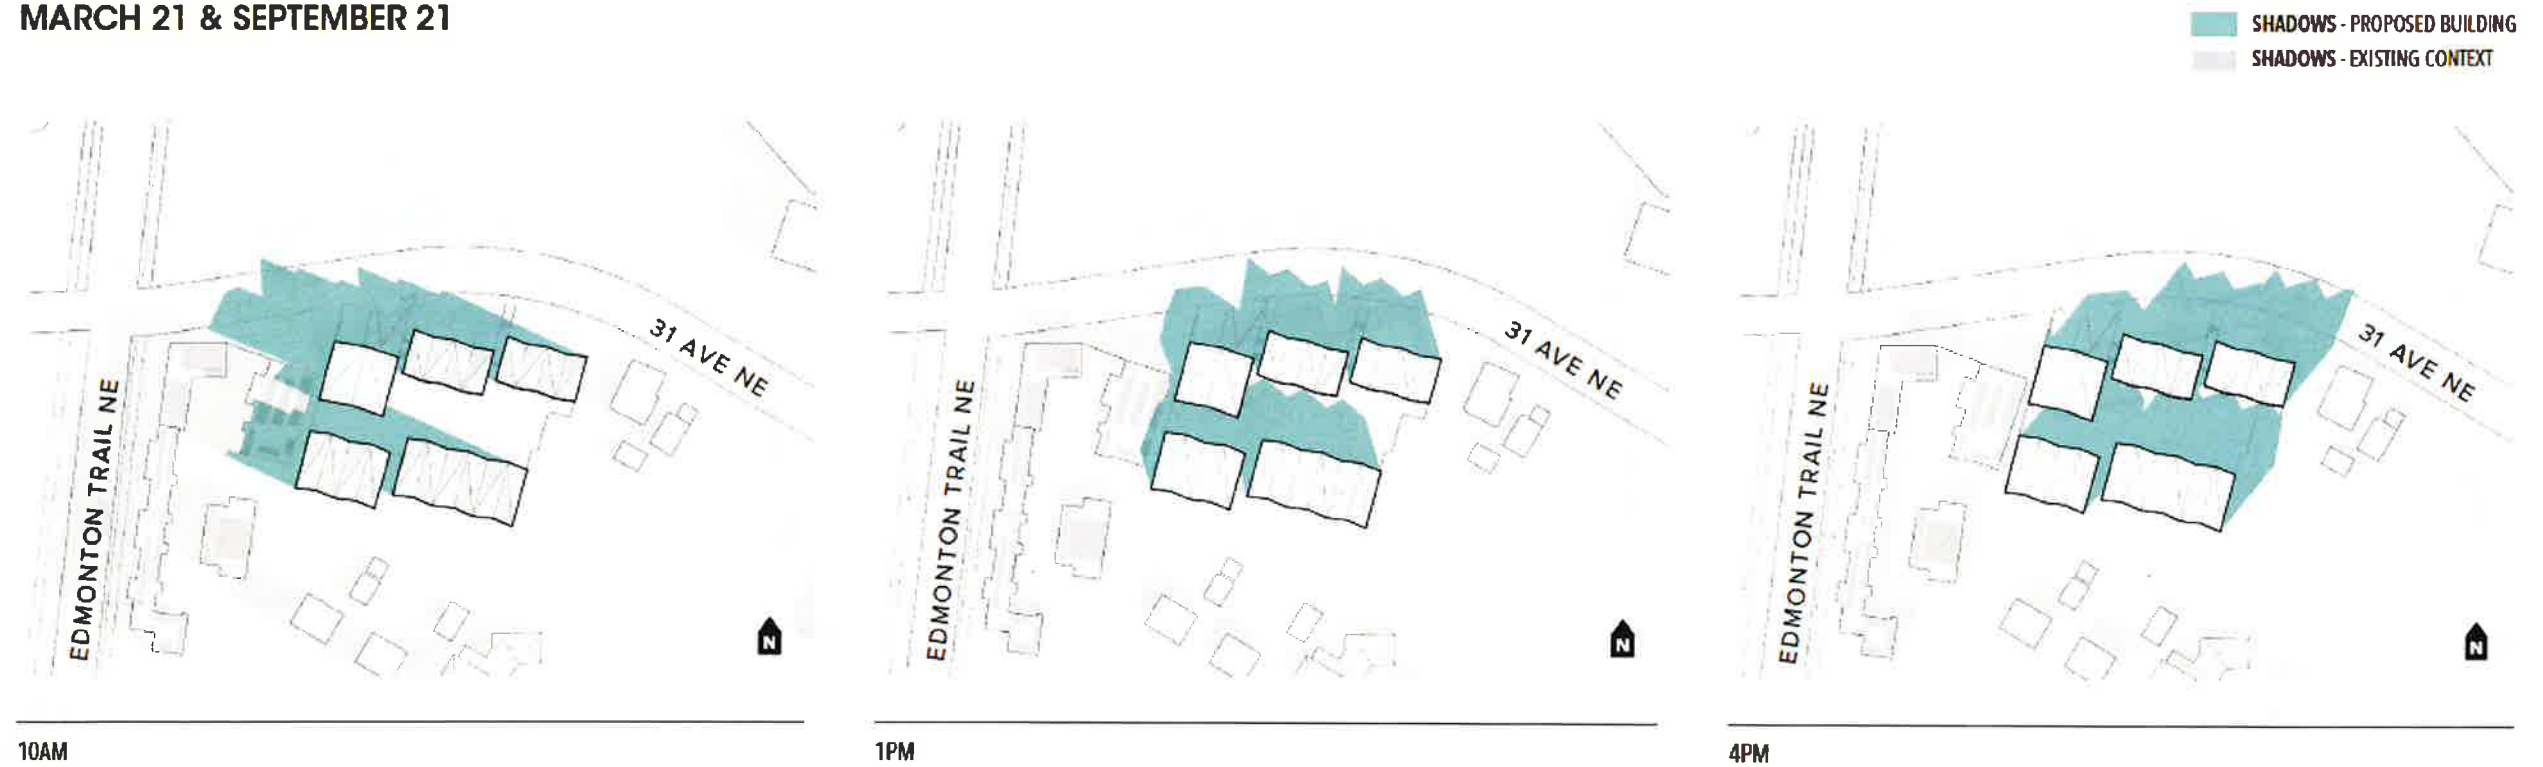 MARCH 21 & SEPTEMBER 21
SHADOWS - PROPOSED BUILDING
SHADOWS - EXISTING CONTEXT
EDMONTON TRAIL NE
31 AVE NE
N
10AM
EDMONTON TRAIL NE
31 AVE NE
N
1PM
EDMONTON TRAIL NE
31 AVE NE
N
4PM